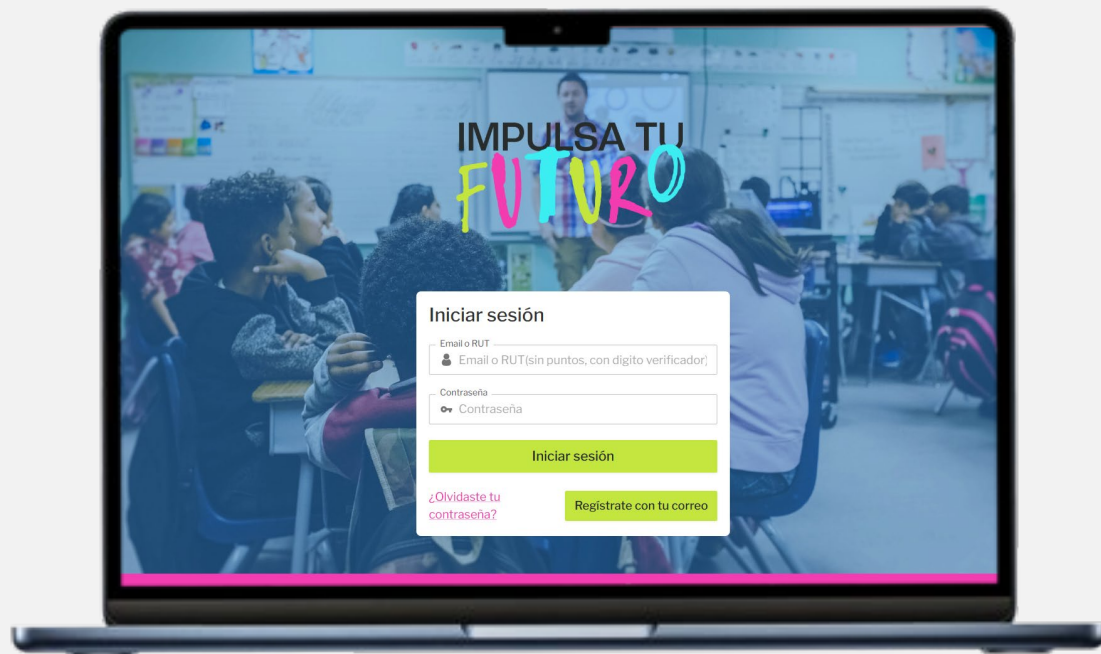 IMPULSA TU
FUTURO
Iniciar sesión
Email o RUT
Email o RUT(sin puntos, con digito verificador)
Contraseña
Contraseña
Iniciar sesión
¿Olvidaste tu
contraseña?
Regístrate con tu correo